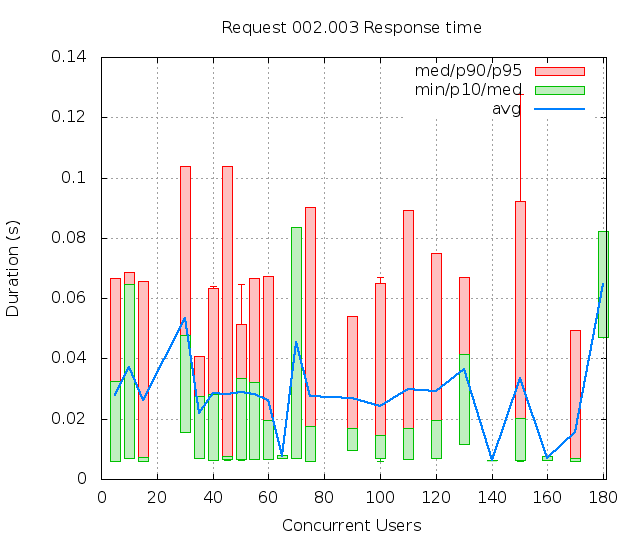 Request 002.003 Response time
med/p90/p95
min/p10/med
avg
Duration (s)
0.14
0.12
0.1
0.08
0.06
0.04
0.02
0
0 20 40 60 80 100 120 140 160 180
Concurrent Users